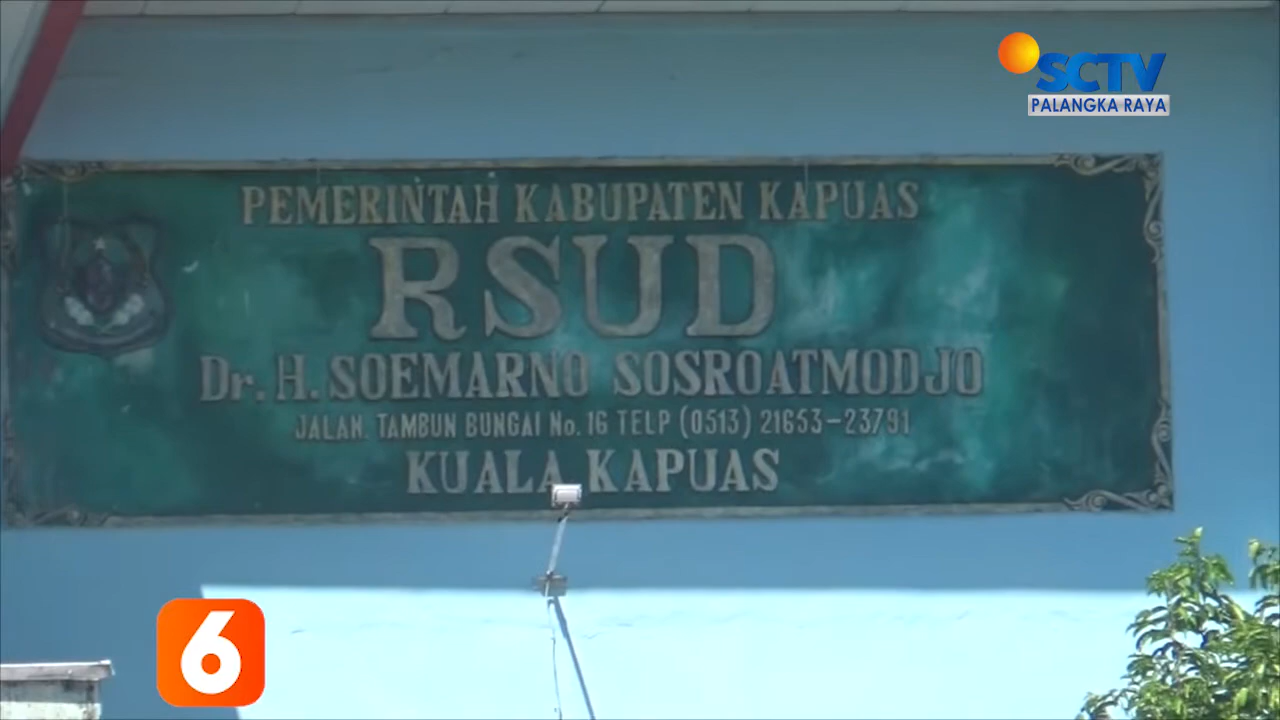 SCTV
PALANGKA RAYA
PEMERINTAH KABUPATEN KAPUAS
RSUD
Dr. H. SOEMARNO SOSROATMODJO
JALAN. TAMBUN BUNGAI No. 16 TELP (0513) 21653-23791
KUALA KAPUAS
6